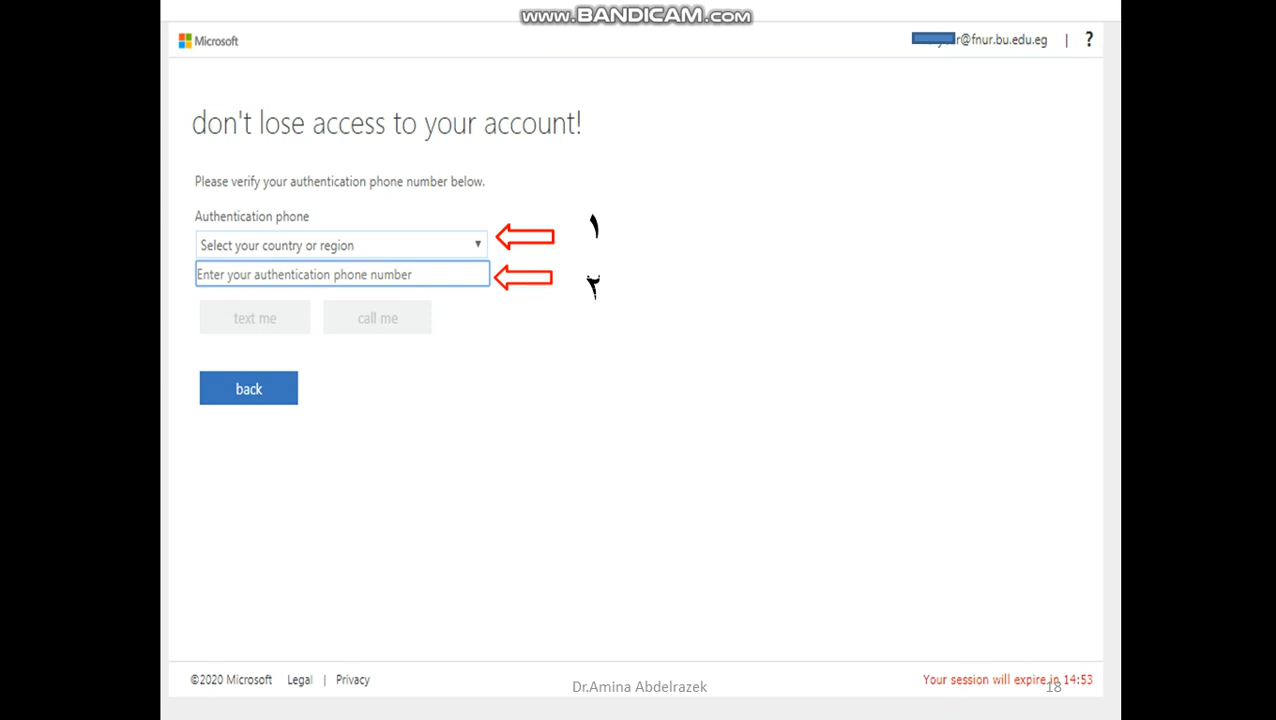 www.BANDICAM.com
Microsoft
r@fnur.bu.edu.eg | ?
don't lose access to your account!
Please verify your authentication phone number below.
Authentication phone
Select your country or region
١
Enter your authentication phone number
٢
text me call me
back
©2020 Microsoft Legal | Privacy
Dr.Amina Abdelrazek
Your session will expire in 14:53
18